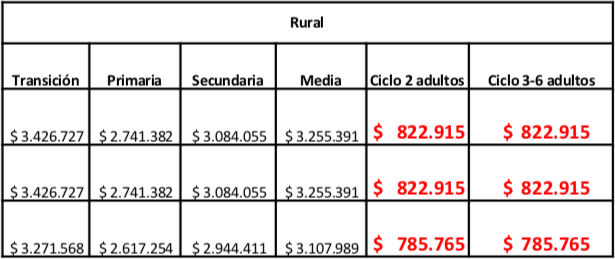 Rural
Transición Primaria Secundaria Media Ciclo 2 adultos Ciclo 3-6 adultos
$ 3.426.727 $ 2.741.382 $ 3.084.055 $ 3.255.391 $ 822.915 $ 822.915
$ 3.426.727 $ 2.741.382 $ 3.084.055 $ 3.255.391 $ 822.915 $ 822.915
$ 3.271.568 $ 2.617.254 $ 2.944.411 $ 3.107.989 $ 785.765 $ 785.765